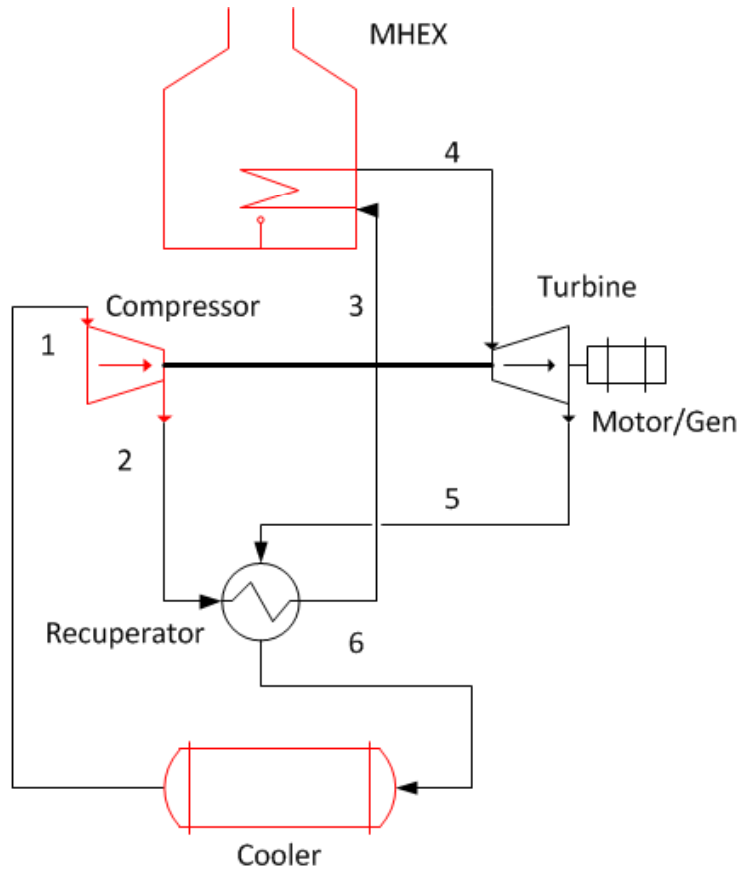 MHEX
4
Turbine
Compressor
3
1
Motor/Gen
2
5
Recuperator
6
Cooler